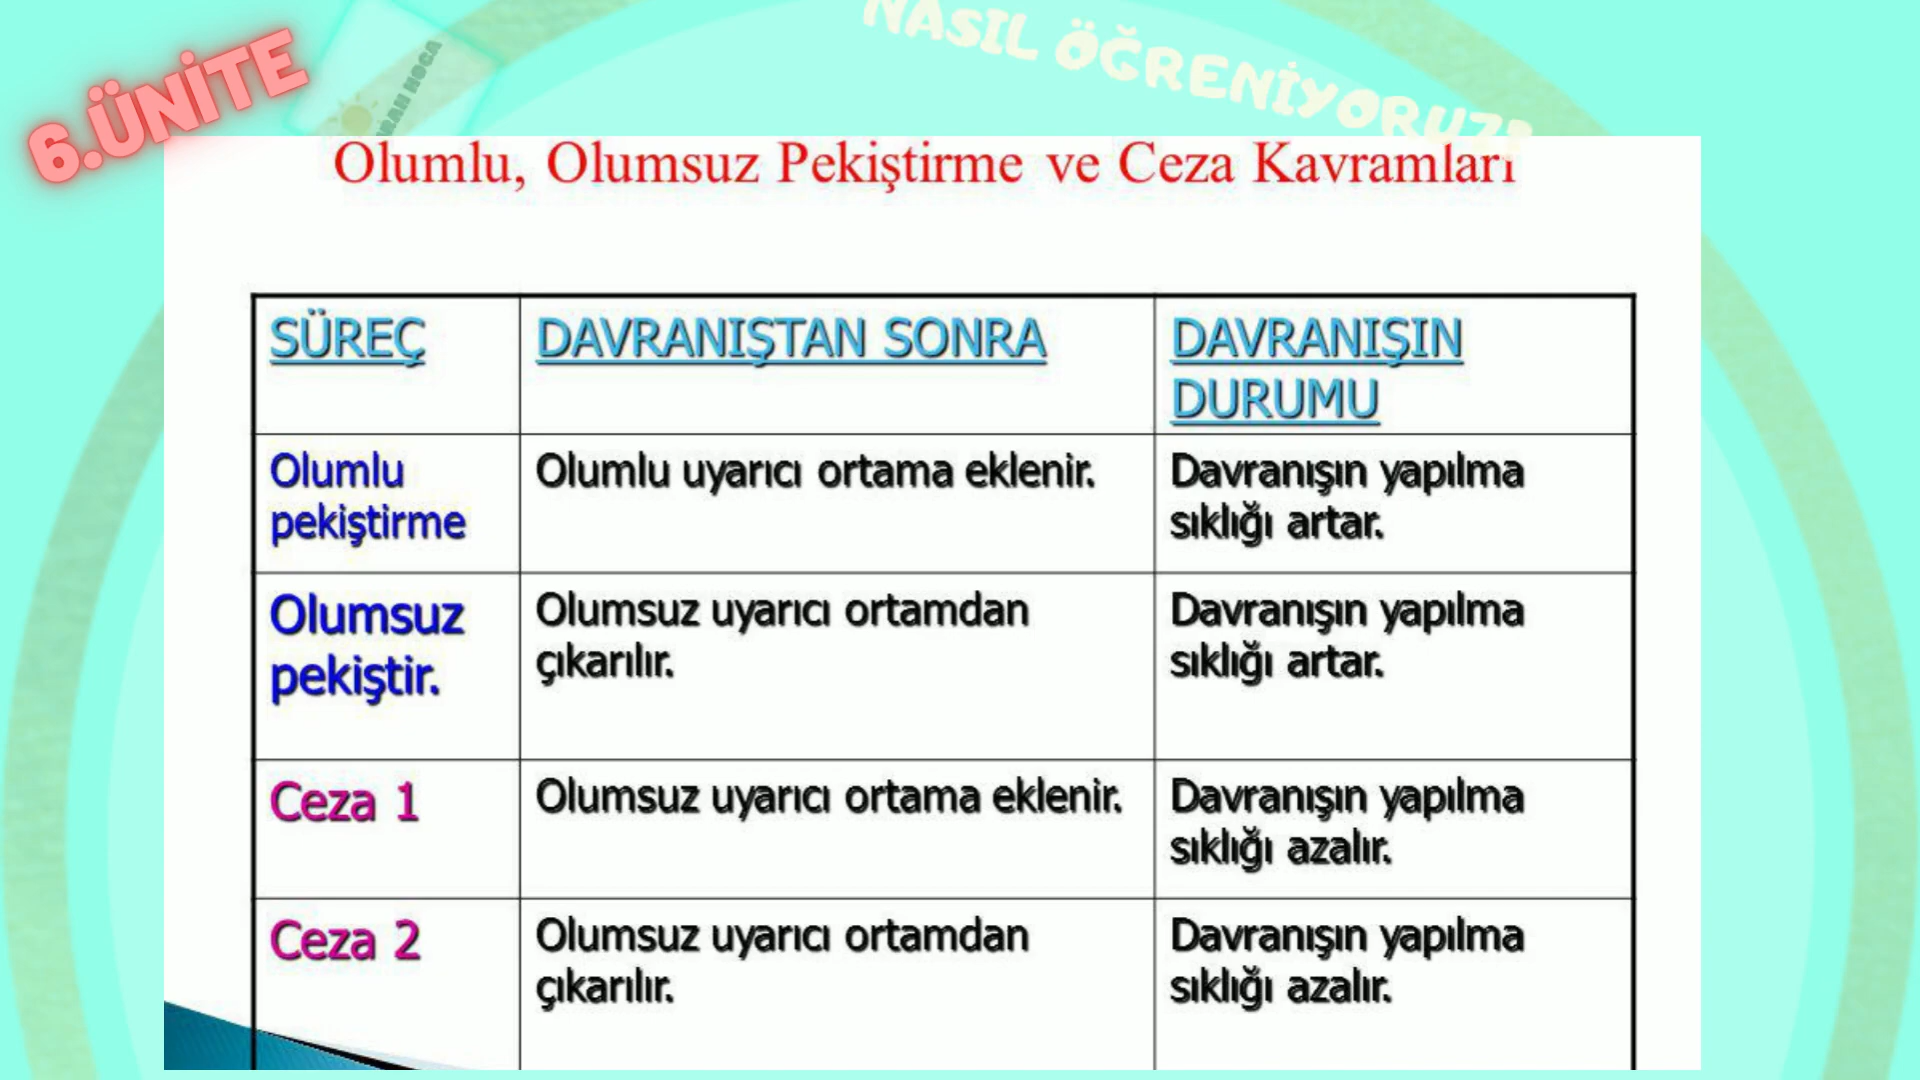 6.ÜNİTE
NASIL ÖĞRENİYORUZ?
Olumlu, Olumsuz Pekiştirme ve Ceza Kavramları
SÜREÇ
DAVRANIŞTAN SONRA
DAVRANIŞIN
DURUMU
Olumlu
pekiştirme
Olumlu uyarıcı ortama eklenir.
Davranışın yapılma
sıklığı artar.
Olumsuz
pekiştir.
Olumsuz uyarıcı ortamdan
çıkarılır.
Davranışın yapılma
sıklığı artar.
Ceza 1
Olumsuz uyarıcı ortama eklenir.
Davranışın yapılma
sıklığı azalır.
Ceza 2
Olumsuz uyarıcı ortamdan
çıkarılır.
Davranışın yapılma
sıklığı azalır.